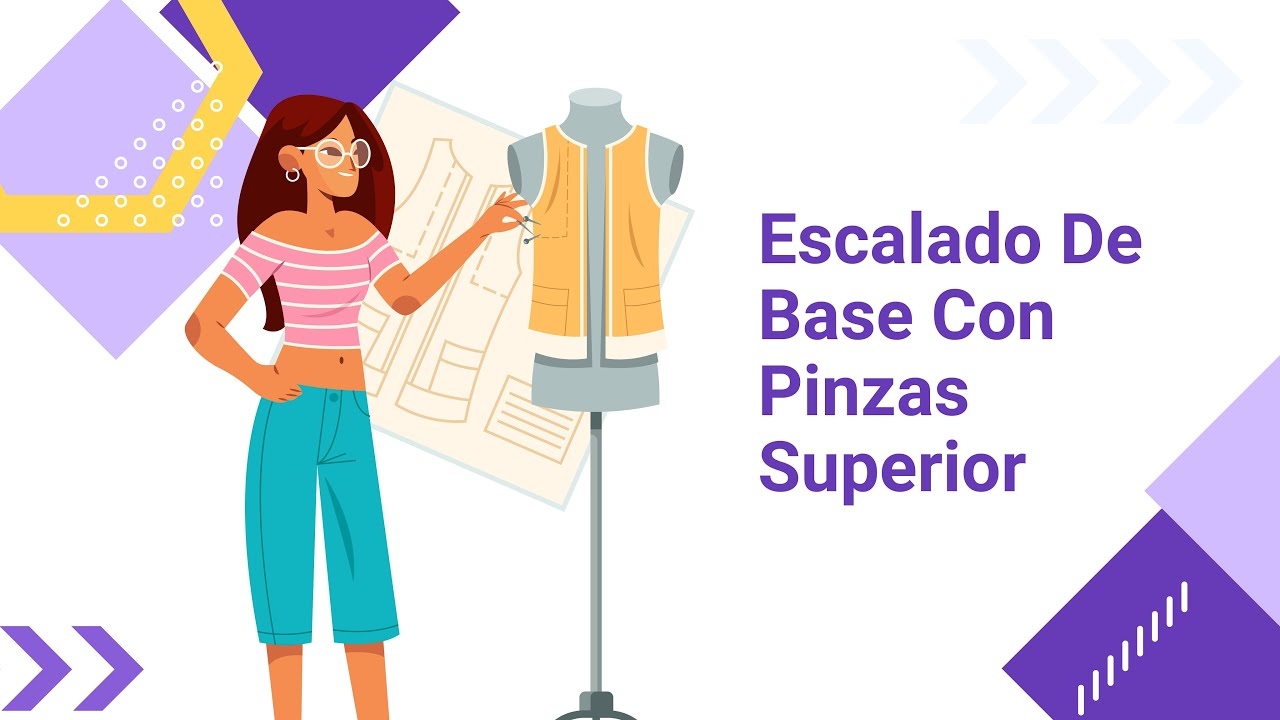 Escalado De
Base Con
Pinzas
Superior